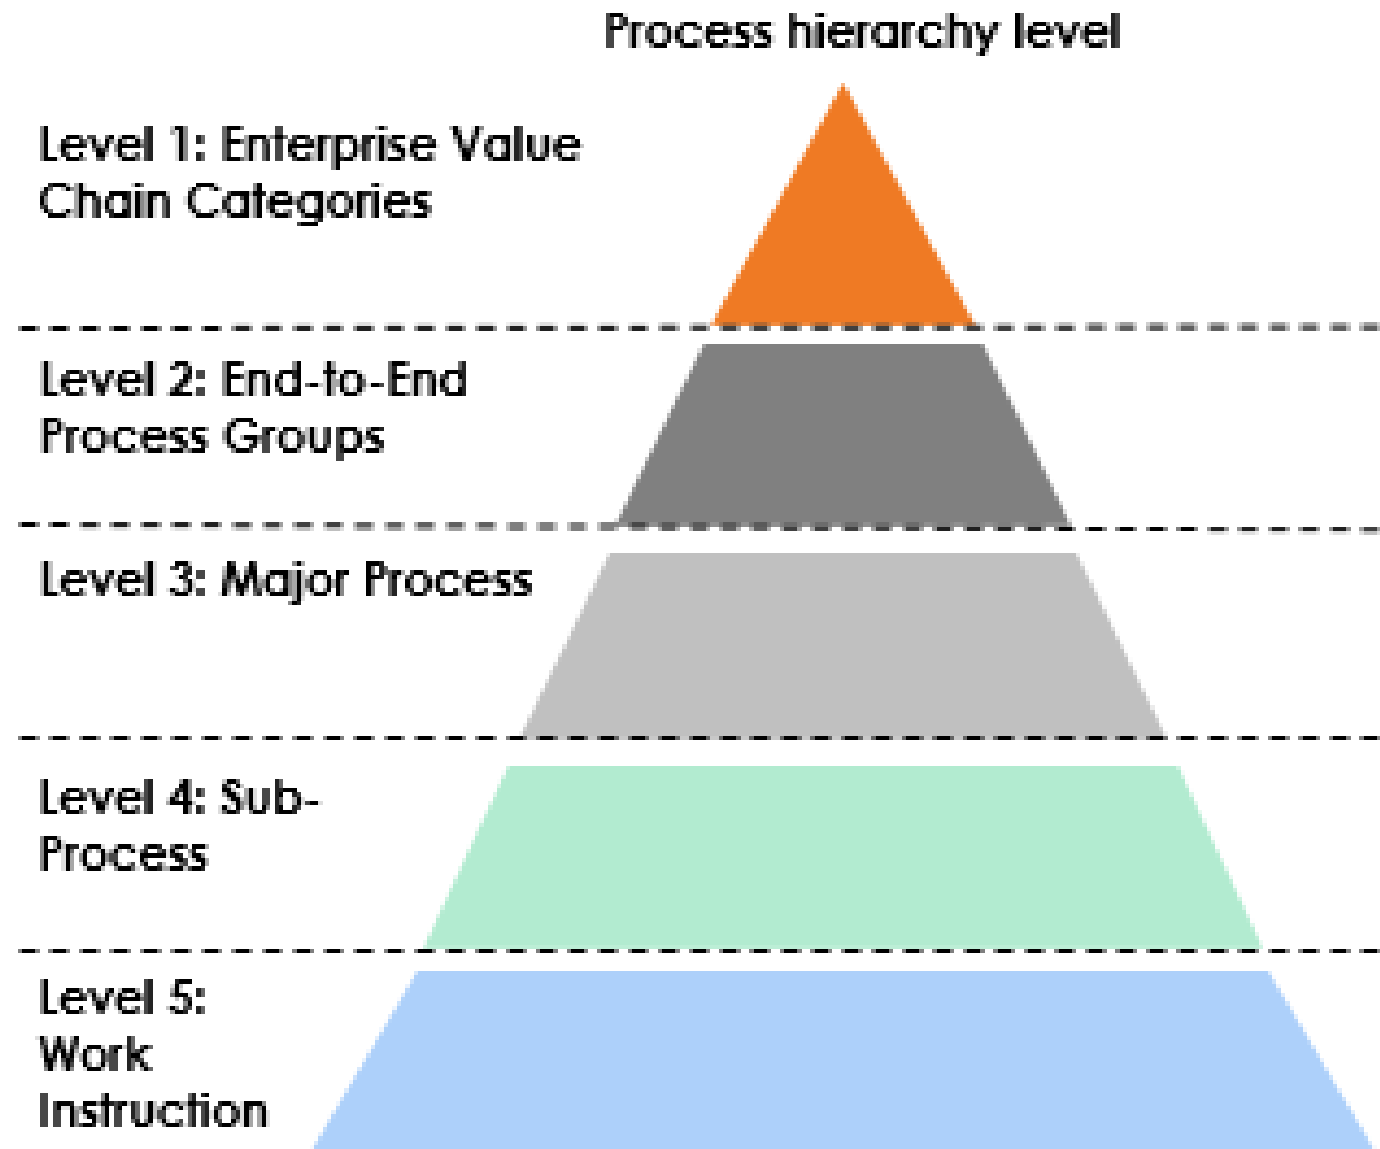 Process hierarchy level
Level 1: Enterprise Value
Chain Categories
Level 2: End-to-End
Process Groups
Level 3: Major Process
Level 4: Sub-
Process
Level 5:
Work
Instruction